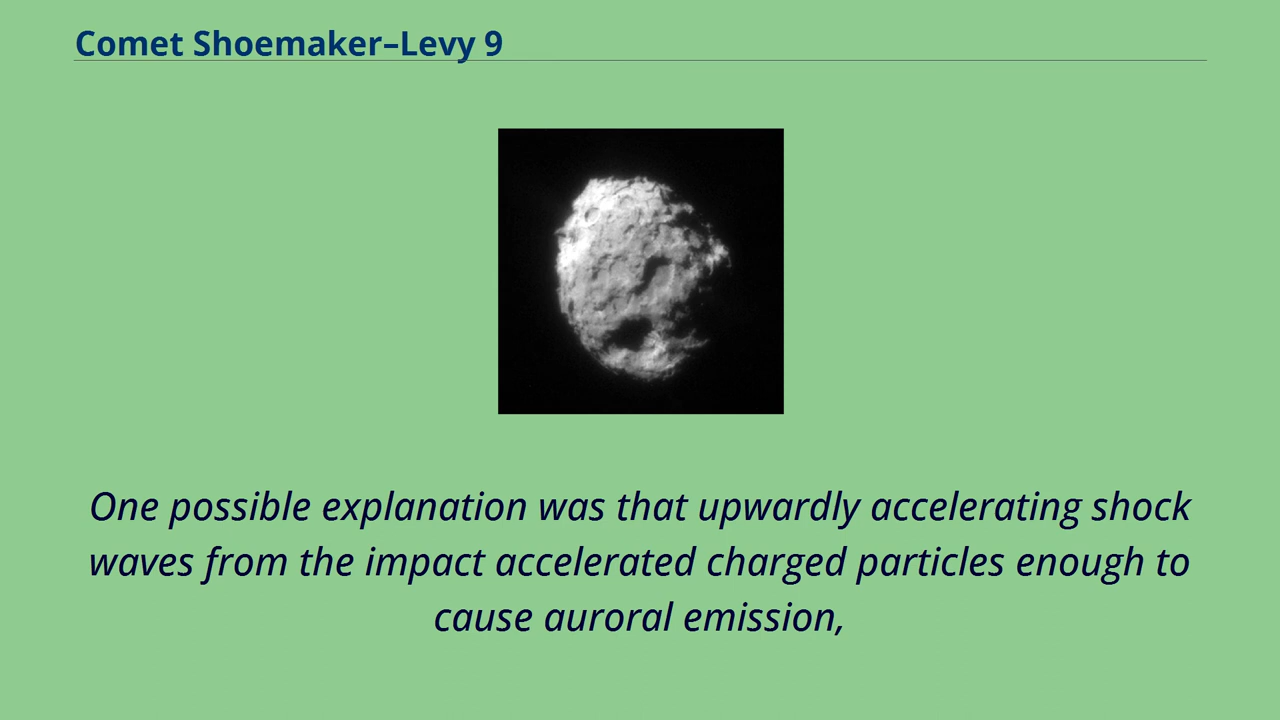 Comet Shoemaker–Levy 9
One possible explanation was that upwardly accelerating shock
waves from the impact accelerated charged particles enough to
cause auroral emission,